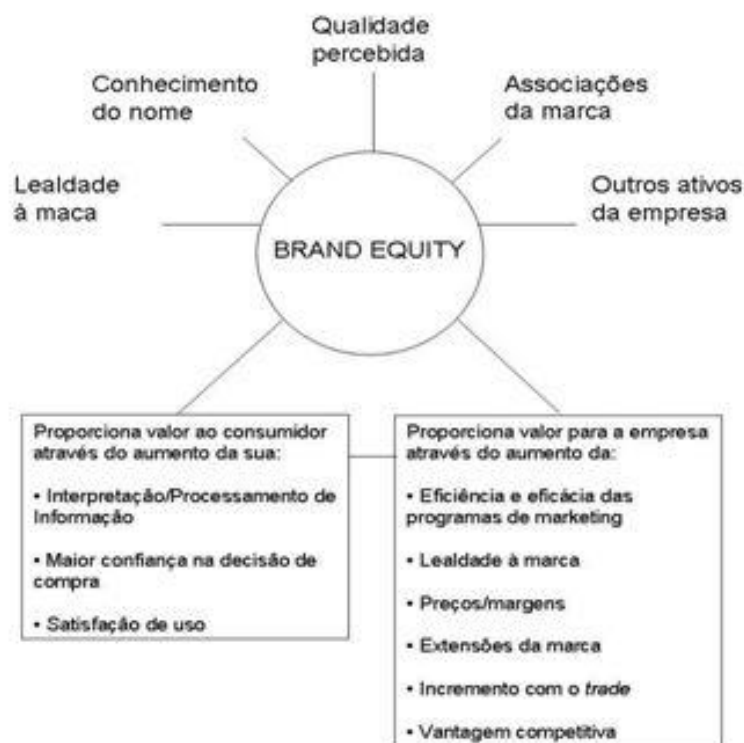 Qualidade
percebida
Conhecimento
do nome
Associações
da marca
Lealdade
à maca
Outros ativos
da empresa
BRAND EQUITY
Proporciona valor ao consumidor
através do aumento da sua:
• Interpretação/Processamento de
Informação
• Maior confiança na decisão de
compra
• Satisfação de uso
Proporciona valor para a empresa
através do aumento da:
• Eficiência e eficácia das
programas de marketing
• Lealdade à marca
• Preços/margens
• Extensões da marca
• Incremento com o trade
• Vantagem competitiva